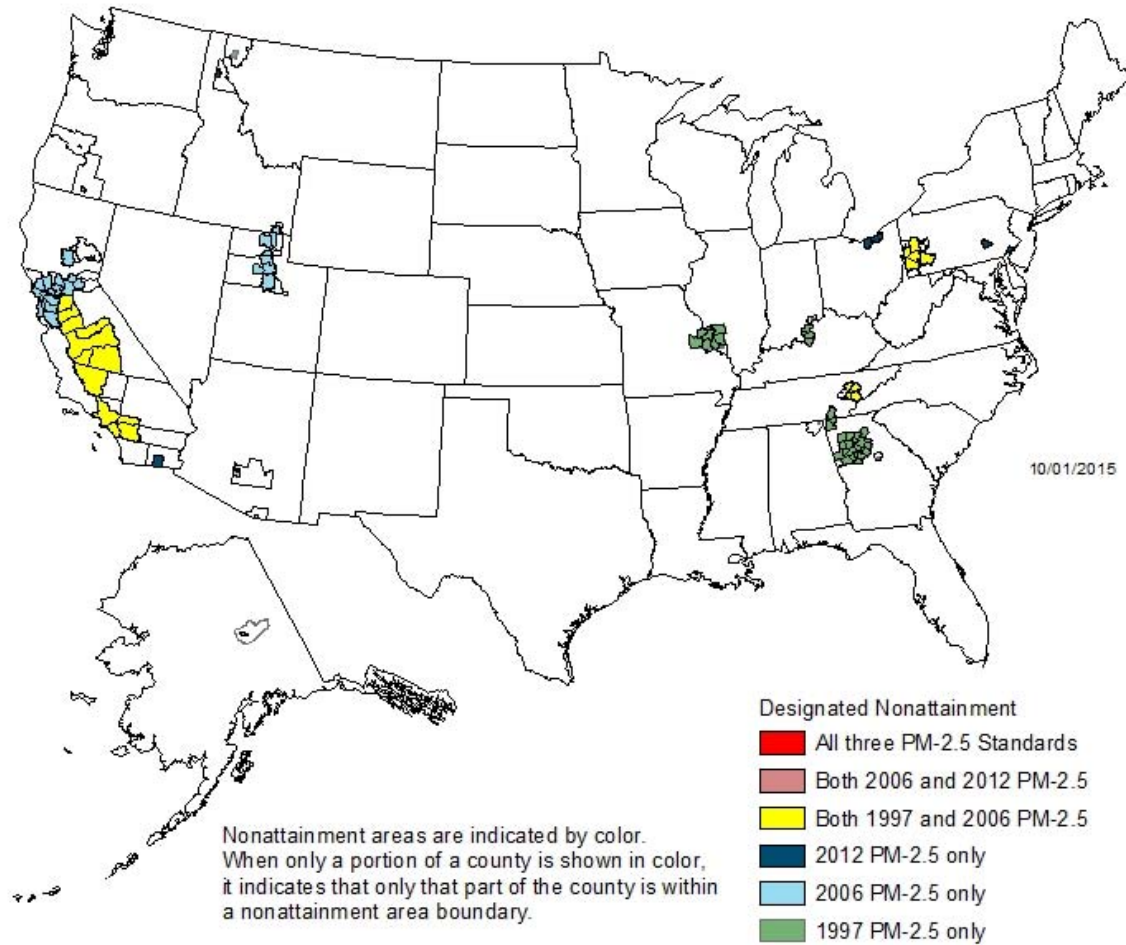 10/01/2015
Designated Nonattainment
All three PM-2.5 Standards
Both 2006 and 2012 PM-2.5
Both 1997 and 2006 PM-2.5
2012 PM-2.5 only
2006 PM-2.5 only
1997 PM-2.5 only
Nonattainment areas are indicated by color.
When only a portion of a county is shown in color,
it indicates that only that part of the county is within
a nonattainment area boundary.